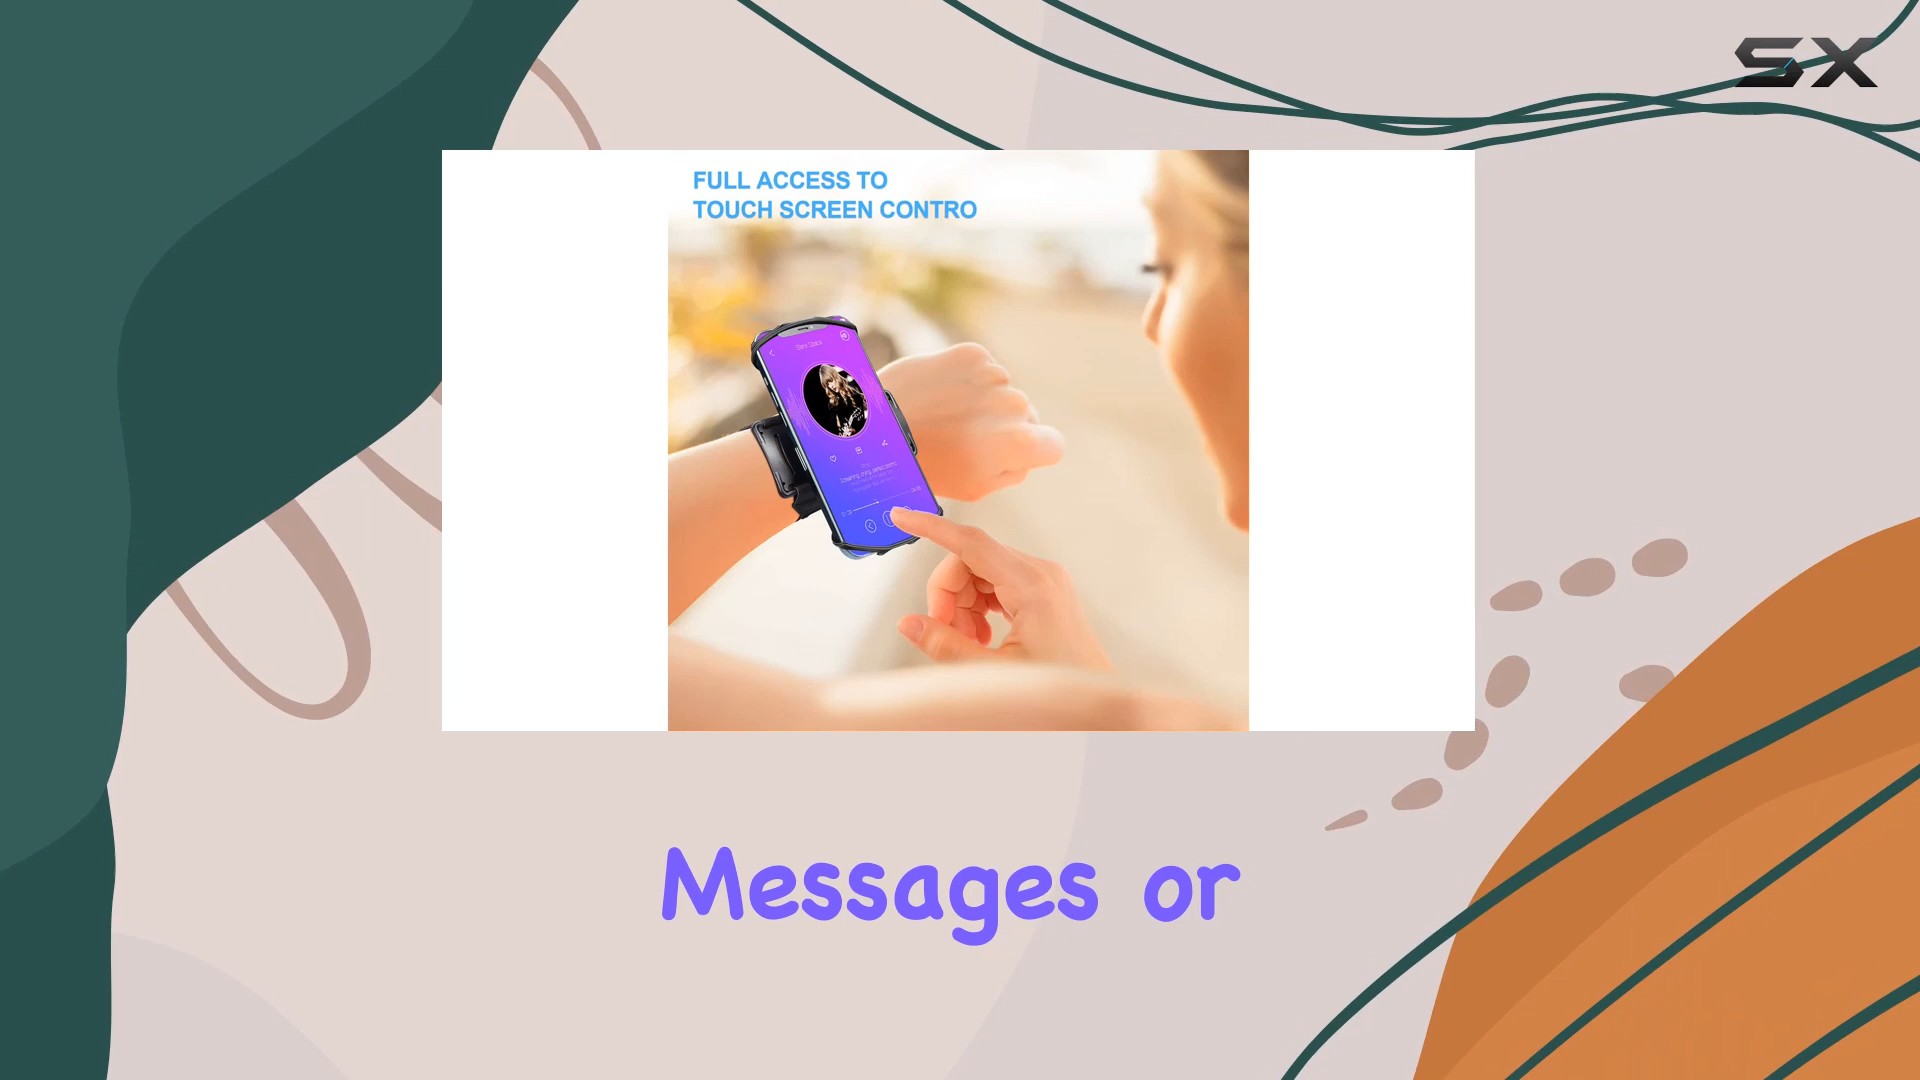 SX
FULL ACCESS TO
TOUCH SCREEN CONTRO
Messages or